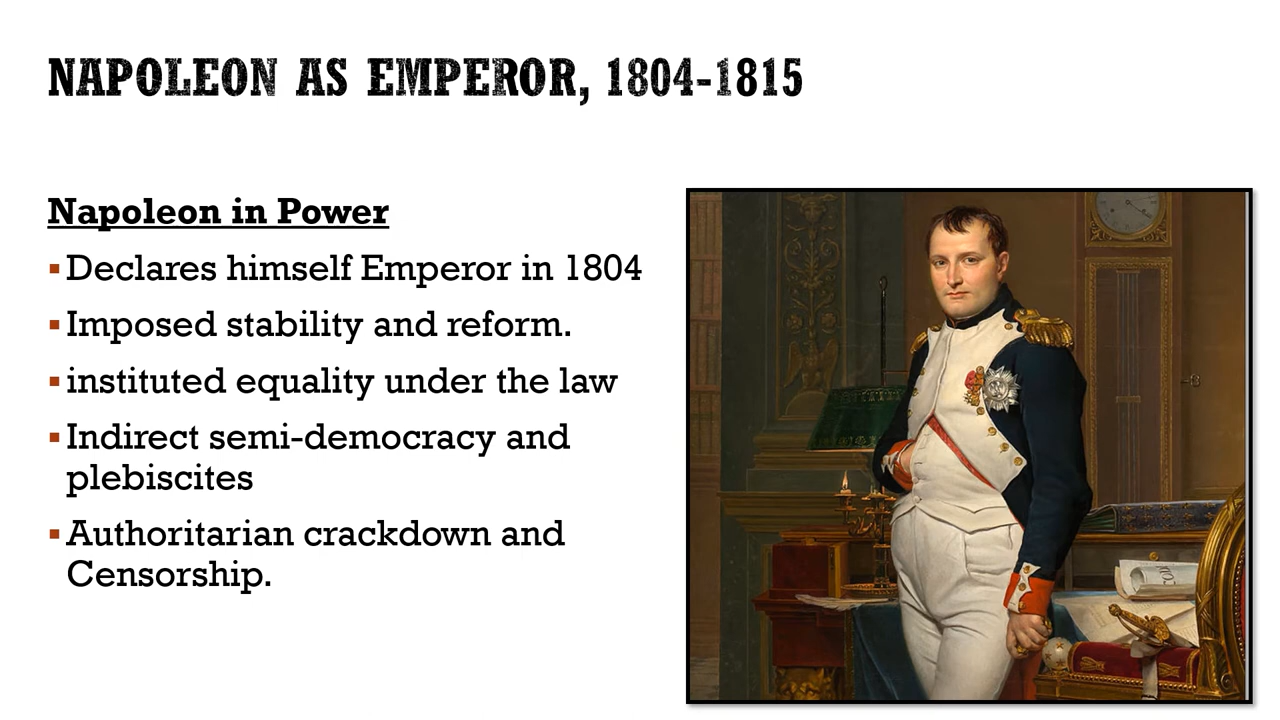 NAPOLEON AS EMPEROR, 1804-1815
Napoleon in Power
▪Declares himself Emperor in 1804
▪Imposed stability and reform.
▪instituted equality under the law
▪Indirect semi-democracy and
plebiscites
▪Authoritarian crackdown and
Censorship.